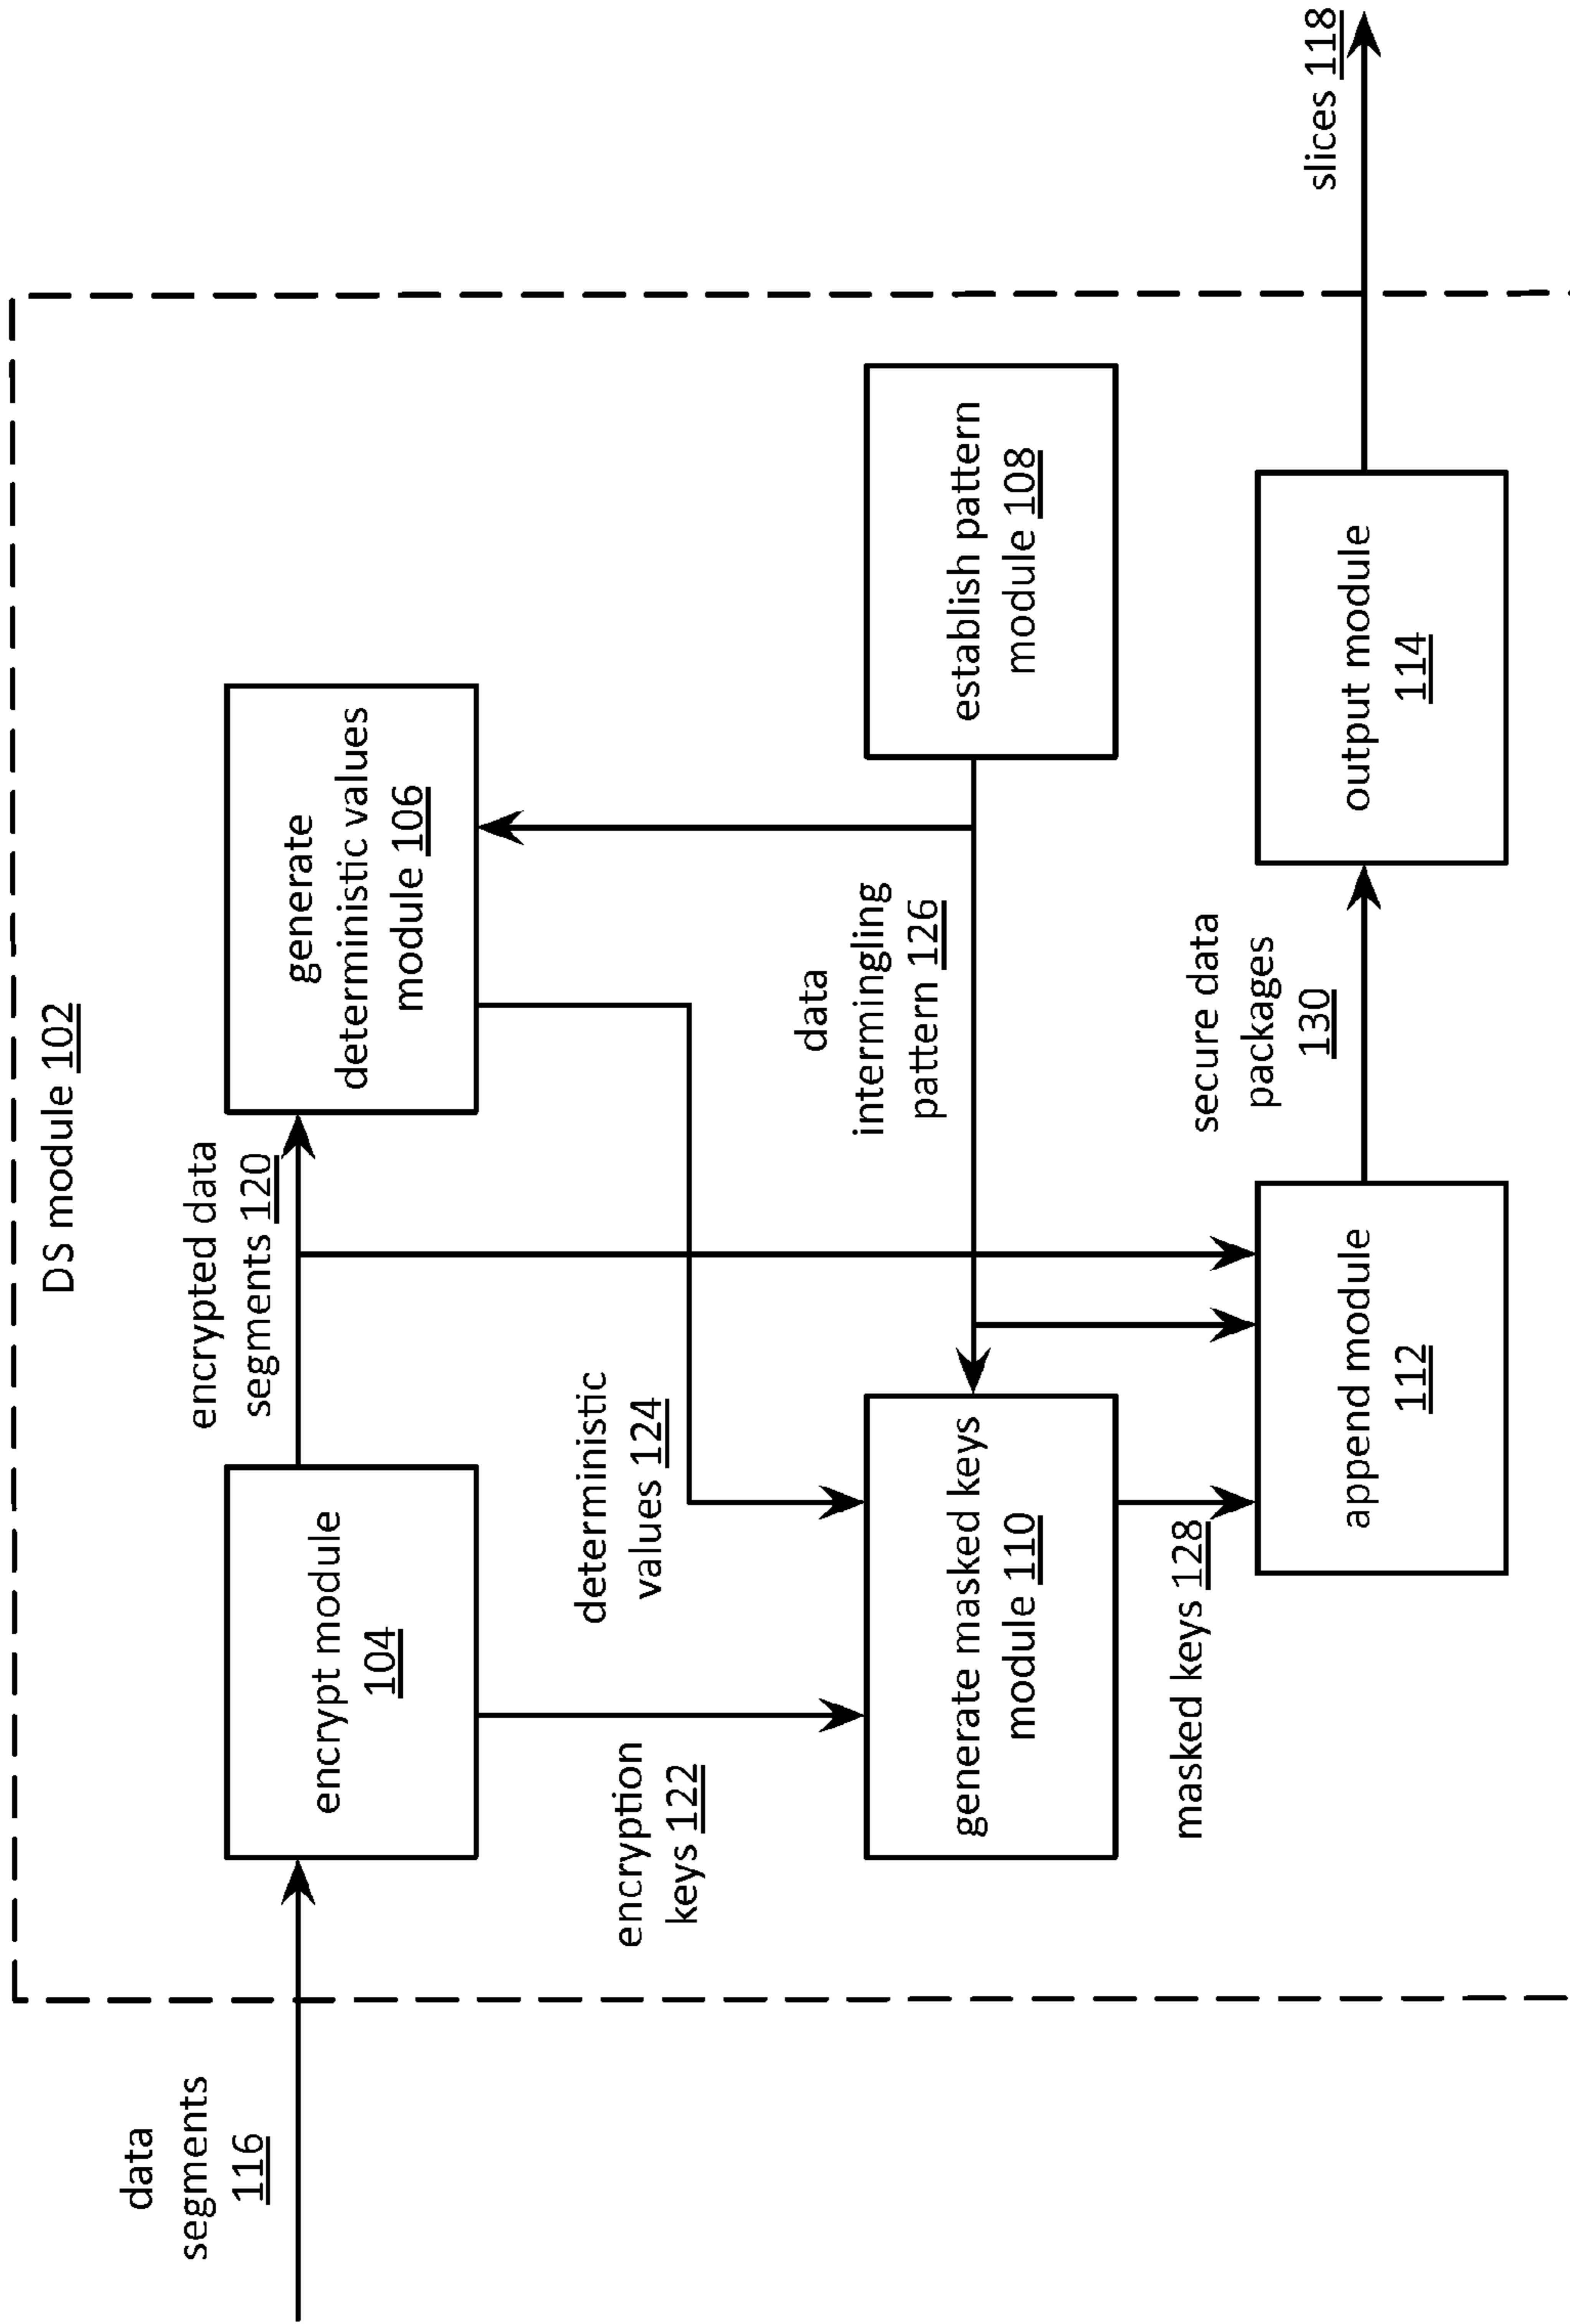 DS module 102
data
segments
116
encrypt module
104
encrypted data
segments 120
generate
deterministic values
module 106
encryption
keys 122
deterministic
values 124
data
intermingling
pattern 126
generate masked keys
module 110
establish pattern
module 108
masked keys 128
append module
112
secure data
packages
130
output module
114
slices 118